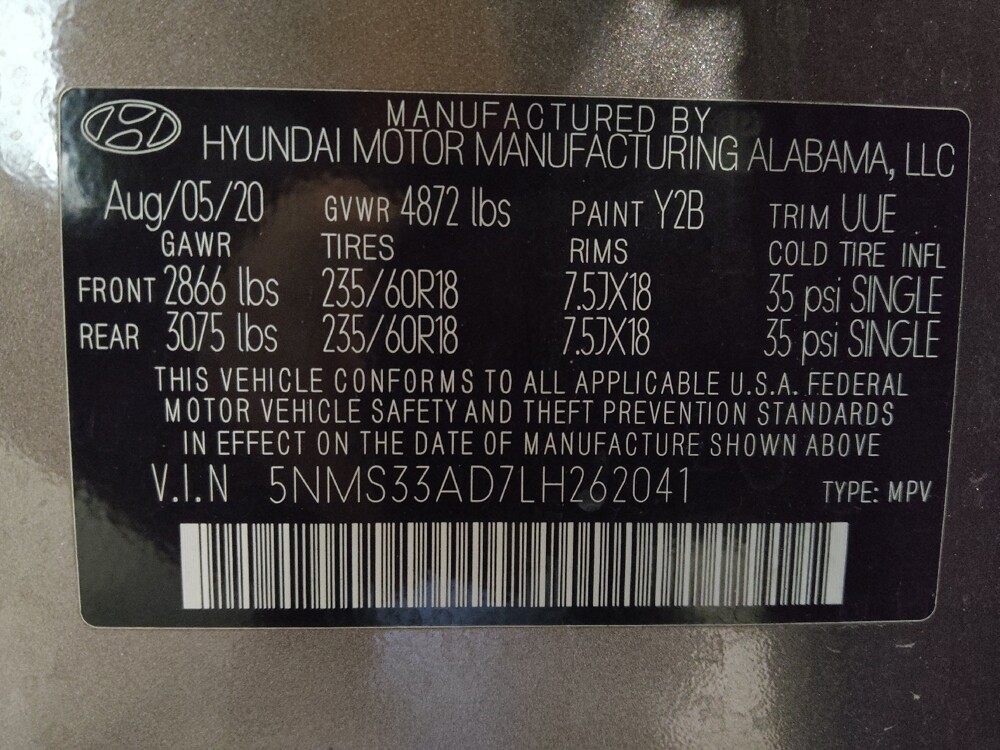 MANUFACTURED BY
HYUNDAI MOTOR MANUFACTURING ALABAMA, LLC
Aug/05/20 GVWR 4872 lbs PAINT Y2B TRIM UUE
GAWR TIRES RIMS COLD TIRE INFL
FRONT 2866 lbs 235/60R18 7.5JX18 35 psi SINGLE
REAR 3075 lbs 235/60R18 7.5JX18 35 psi SINGLE
THIS VEHICLE CONFORMS TO ALL APPLICABLE U.S.A. FEDERAL
MOTOR VEHICLE SAFETY AND THEFT PREVENTION STANDARDS
IN EFFECT ON THE DATE OF MANUFACTURE SHOWN ABOVE
V.I.N 5NMS33AD7LH262041 TYPE: MPV